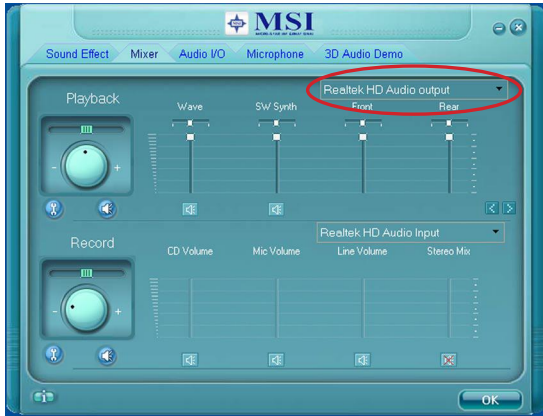 MSI
Sound Effect Mixer Audio I/O Microphone 3D Audio Demo
Realtek HD Audio output
Playback
Wave SW Synth Front Rear
- +
Realtek HD Audio Input
Record
CD Volume Mic Volume Line Volume Stereo Mix
- +
OK